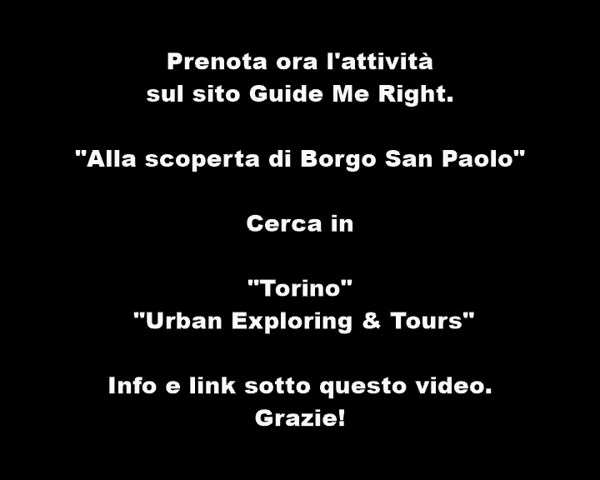 Prenota ora l'attività
sul sito Guide Me Right.
"Alla scoperta di Borgo San Paolo"
Cerca in
"Torino"
"Urban Exploring & Tours"
Info e link sotto questo video.
Grazie!